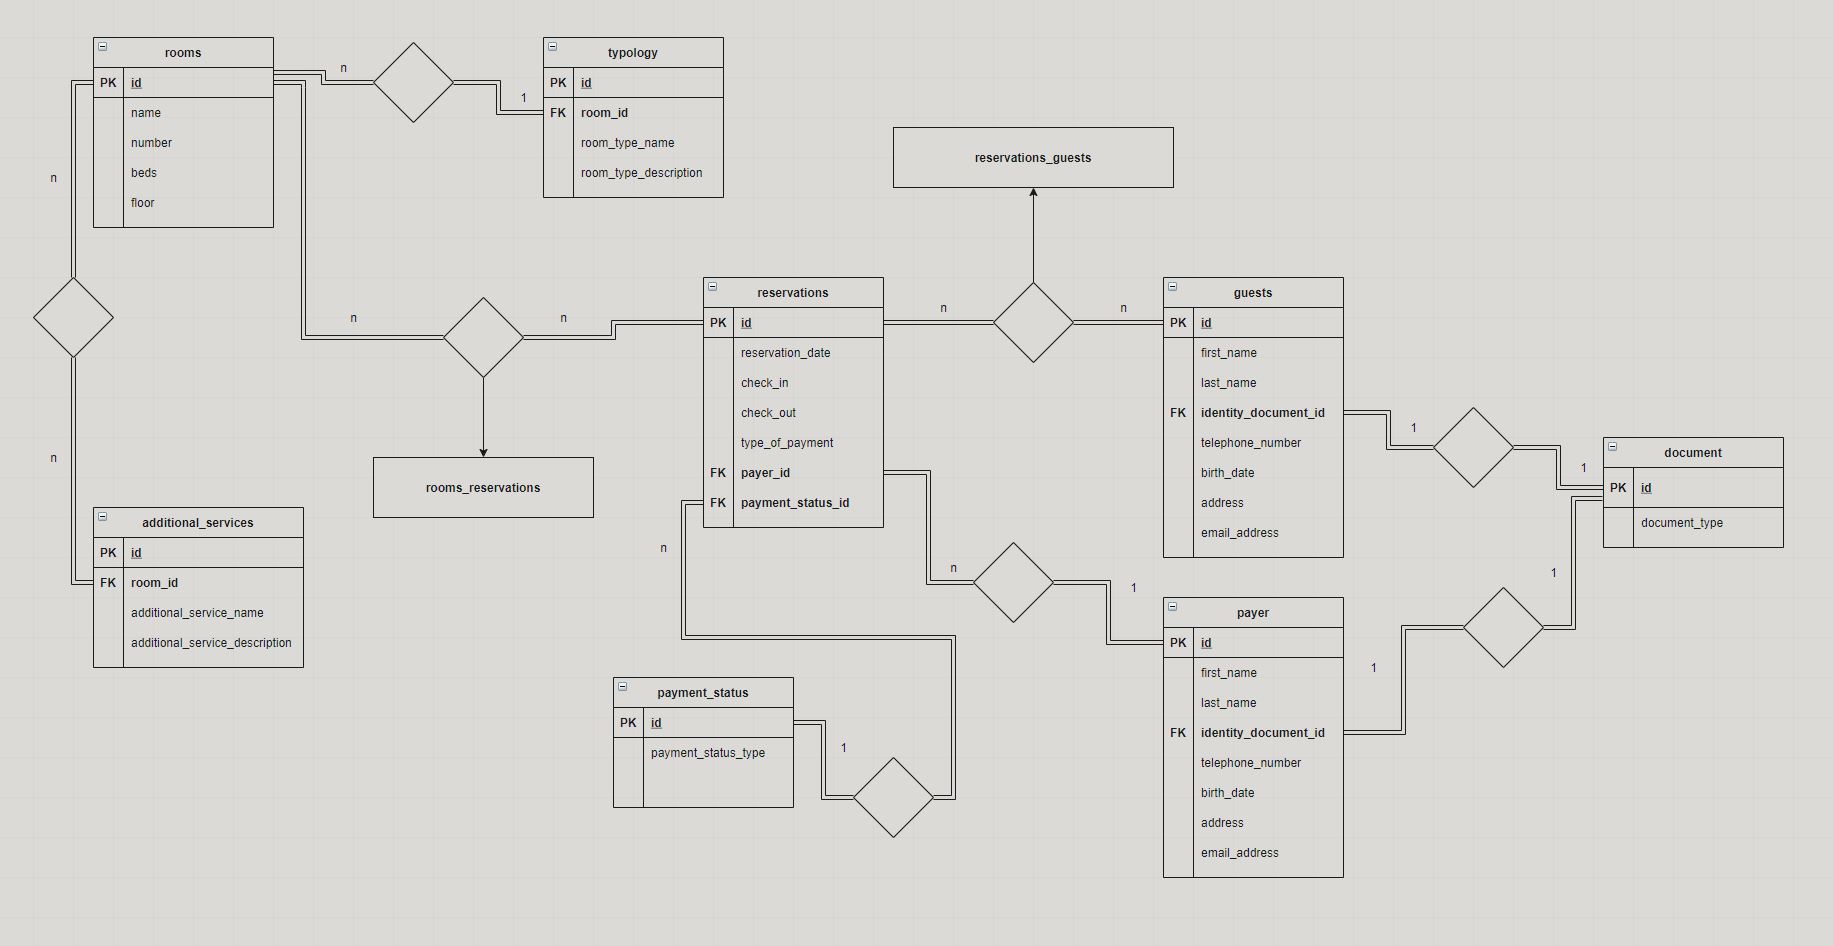 rooms
PK id
name
number
beds
floor
n
1
typology
PK id
FK room_id
room_type_name
room_type_description
reservations_guests
n
n
n
n
n
additional_services
PK id
FK room_id
additional_service_name
additional_service_description
rooms_reservations
reservations
PK id
reservation_date
check_in
check_out
type_of_payment
FK payer_id
FK payment_status_id
n
n
guests
PK id
first_name
last_name
FK identity_document_id
telephone_number
birth_date
address
email_address
1
1
document
PK id
document_type
n
n
1
1
1
payment_status
PK id
payment_status_type
1
payer
PK id
first_name
last_name
FK identity_document_id
telephone_number
birth_date
address
email_address